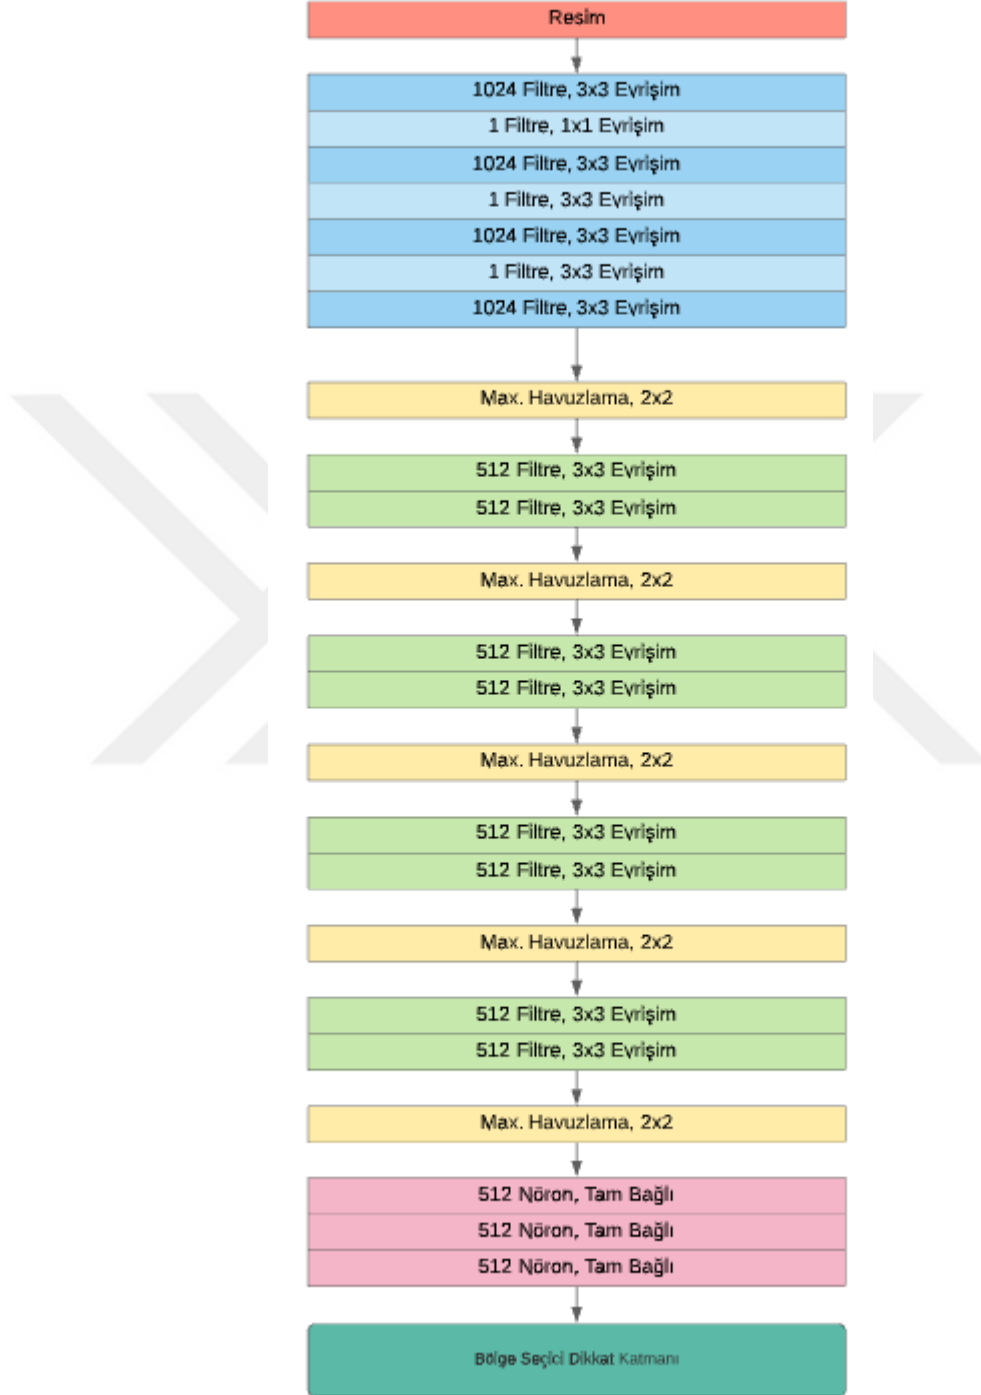 Resim
1024 Filtre, 3x3 Evrişim
1 Filtre, 1x1 Evrişim
1024 Filtre, 3x3 Evrişim
1 Filtre, 3x3 Evrişim
1024 Filtre, 3x3 Evrişim
1 Filtre, 3x3 Evrişim
1024 Filtre, 3x3 Evrişim
Max. Havuzlama, 2x2
512 Filtre, 3x3 Evrişim
512 Filtre, 3x3 Evrişim
Max. Havuzlama, 2x2
512 Filtre, 3x3 Evrişim
512 Filtre, 3x3 Evrişim
Max. Havuzlama, 2x2
512 Filtre, 3x3 Evrişim
512 Filtre, 3x3 Evrişim
Max. Havuzlama, 2x2
512 Filtre, 3x3 Evrişim
512 Filtre, 3x3 Evrişim
Max. Havuzlama, 2x2
512 Nöron, Tam Bağlı
512 Nöron, Tam Bağlı
512 Nöron, Tam Bağlı
Bölge Seçici Dikkat Katmanı